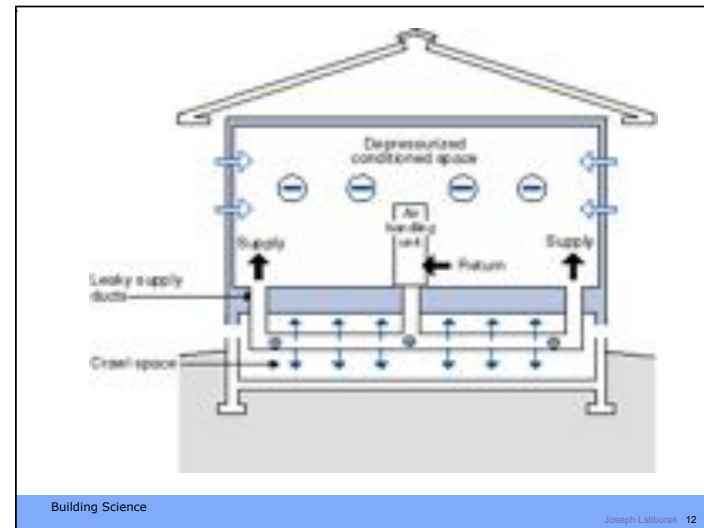 Depressurized
conditioned space
Air
handling
unit
Supply
Return
Supply
Leaky supply
ducts
Crawl space
Building Science
Joseph Lstiburek 12